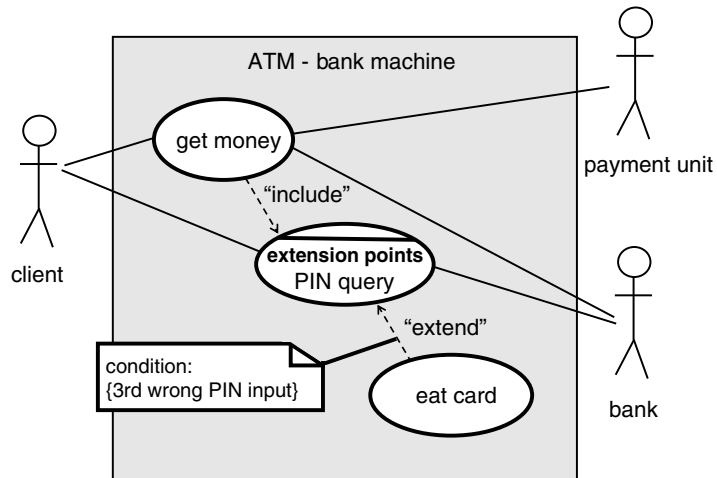 ATM - bank machine
get money
payment unit
“include”
client
extension points
PIN query
“extend”
condition:
{3rd wrong PIN input}
eat card
bank